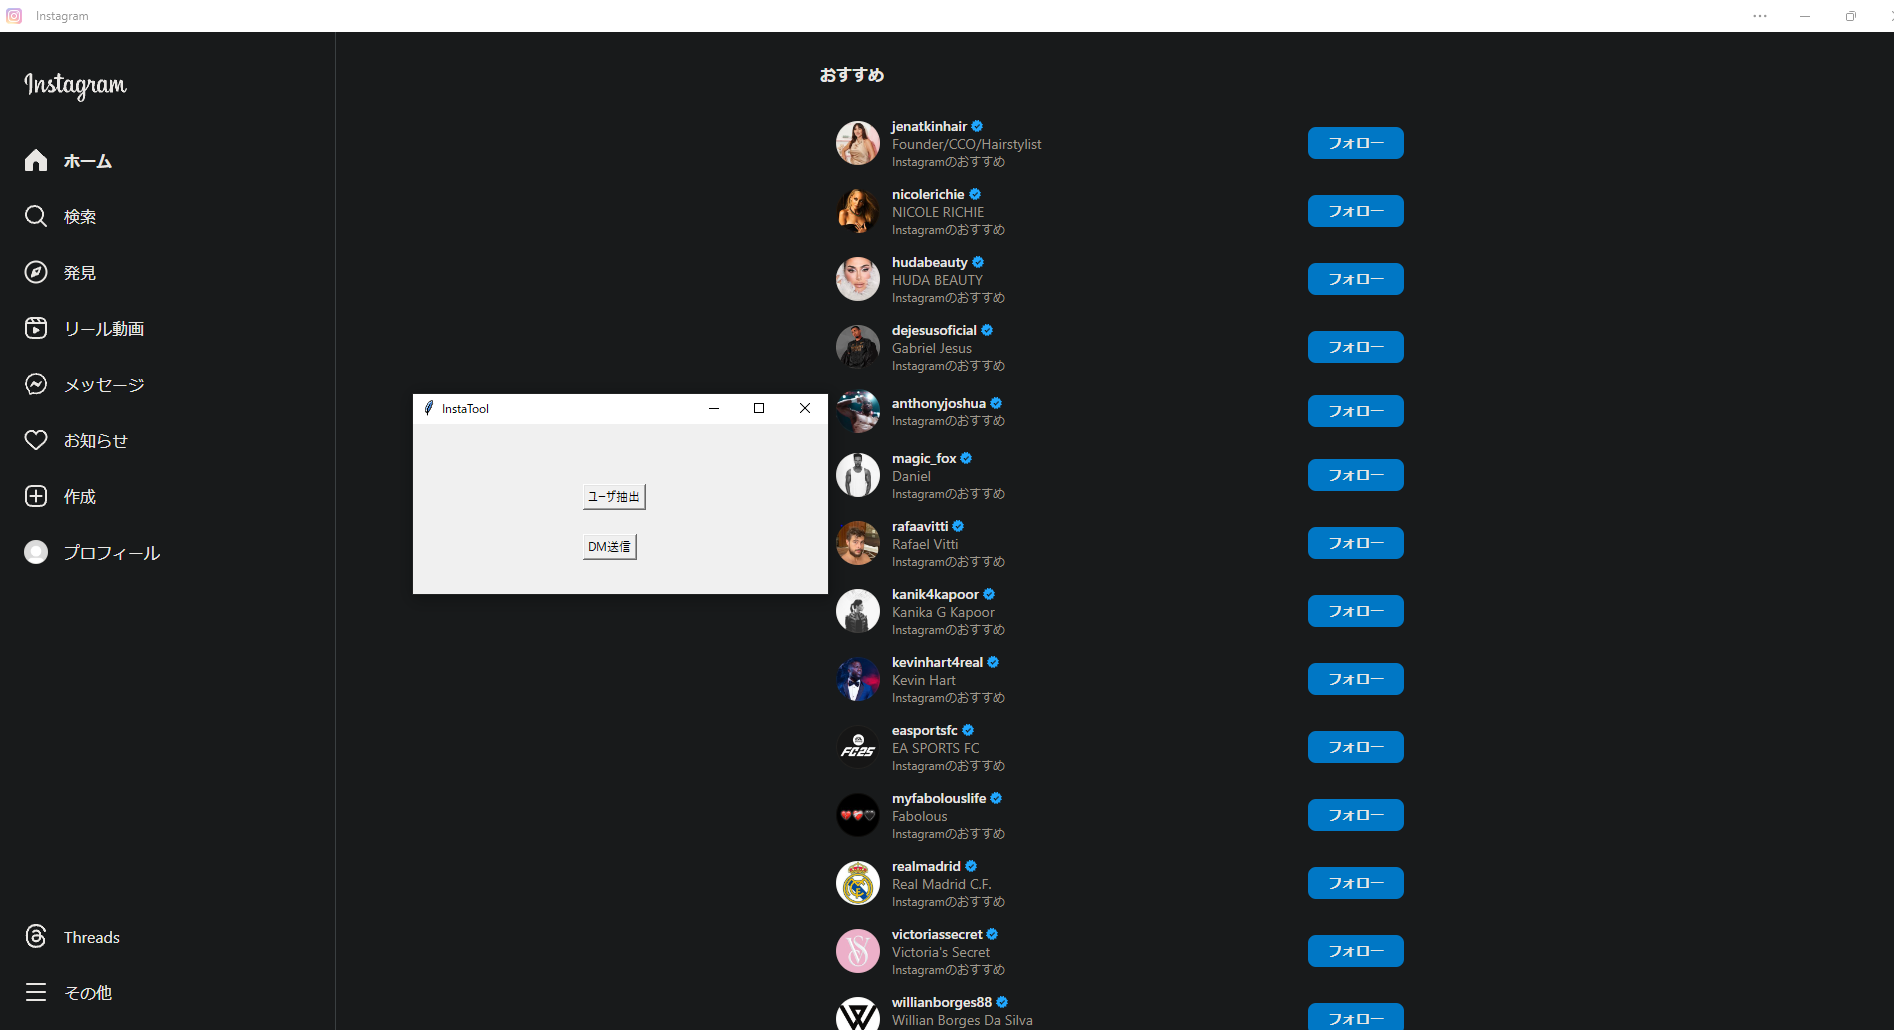 Instagram
Instagram
ホーム
検索
発見
リール動画
メッセージ
お知らせ
作成
プロフィール
Threads
その他
InstaTool
ユーザ抽出
DM送信
おすすめ
jenatkinhair
Founder/CCO/Hairstylist
Instagramのおすすめ
フォロー
nicolerichie
NICOLE RICHIE
Instagramのおすすめ
フォロー
hudabeauty
HUDA BEAUTY
Instagramのおすすめ
フォロー
dejesusoficial
Gabriel Jesus
Instagramのおすすめ
フォロー
anthonyjoshua
Instagramのおすすめ
フォロー
magic_fox
Daniel
Instagramのおすすめ
フォロー
rafaavitti
Rafael Vitti
Instagramのおすすめ
フォロー
kanik4kapoor
Kanika G Kapoor
Instagramのおすすめ
フォロー
kevinhart4real
Kevin Hart
Instagramのおすすめ
フォロー
FC25
easportsfc
EA SPORTS FC
Instagramのおすすめ
フォロー
myfabolouslife
Fabolous
Instagramのおすすめ
フォロー
realmadrid
Real Madrid C.F.
Instagramのおすすめ
フォロー
VS
victoriassecret
Victoria's Secret
Instagramのおすすめ
フォロー
willianborges88
Willian Borges Da Silva
フォロー